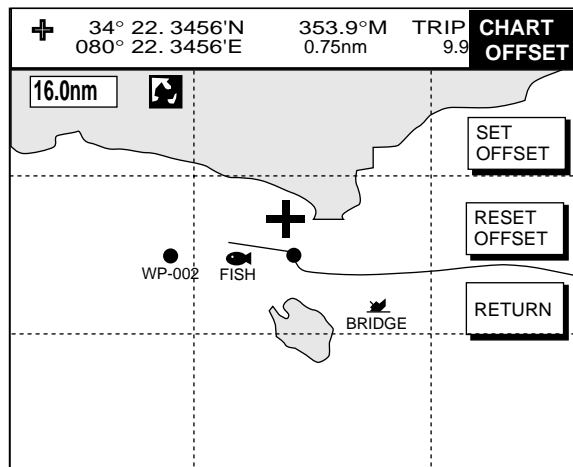 34° 22. 3456'N 353.9°M TRIP
080° 22. 3456'E 0.75nm 9.9
CHART
OFFSET
16.0nm
SET
OFFSET
RESET
OFFSET
WP-002 FISH
RETURN
BRIDGE